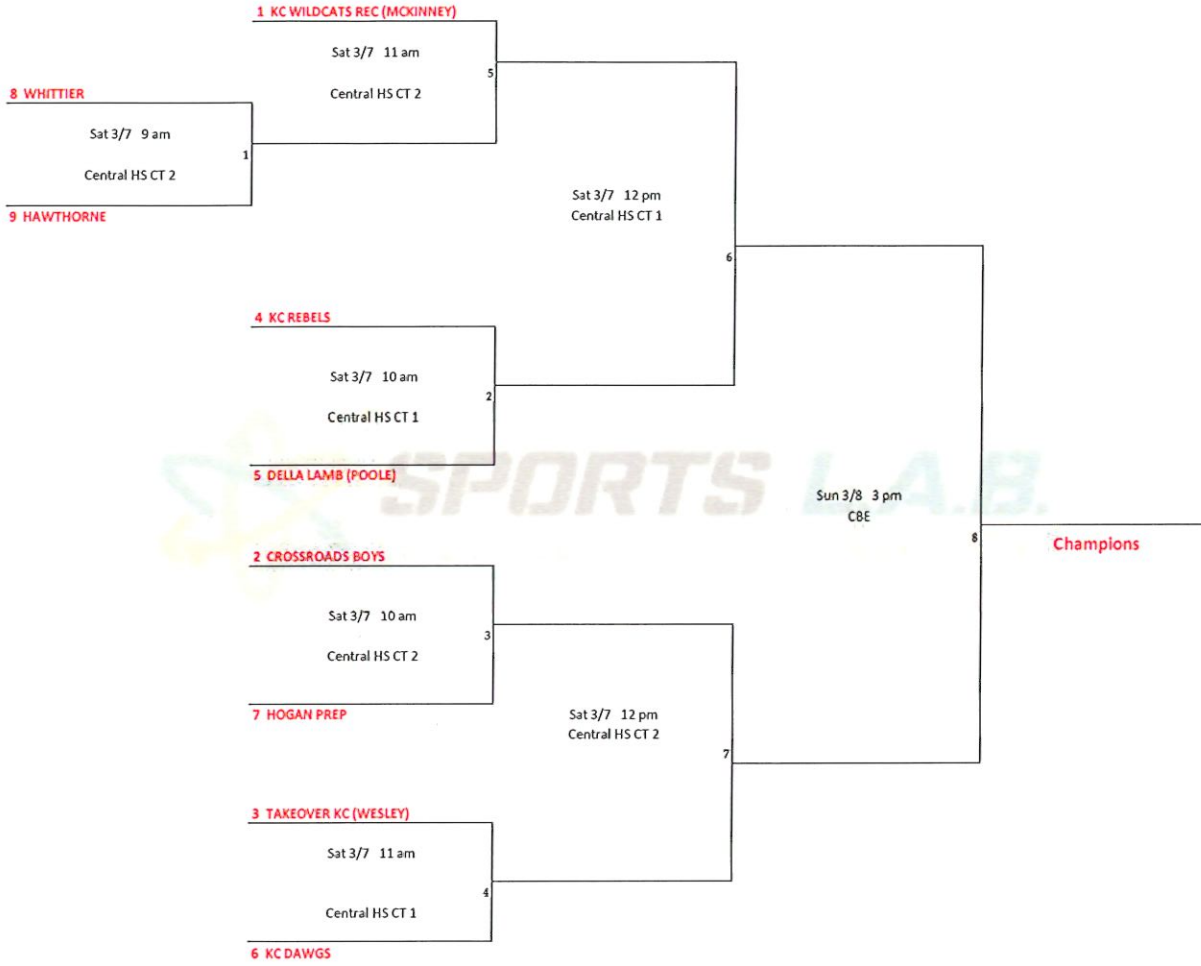 1 KC WILDCATS REC (MCKINNEY)
Sat 3/7 11 am
5
Central HS CT 2
8 WHITTIER
Sat 3/7 9 am
1
Central HS CT 2
9 HAWTHORNE
Sat 3/7 12 pm
Central HS CT 1
6
4 KC REBELS
Sat 3/7 10 am
2
Central HS CT 1
5 DELLA LAMB (POOLE)
SPORTS L.A.B.
Sun 3/8 3 pm
CBE
8
Champions
2 CROSSROADS BOYS
Sat 3/7 10 am
3
Central HS CT 2
7 HOGAN PREP
Sat 3/7 12 pm
Central HS CT 2
7
3 TAKEOVER KC (WESLEY)
Sat 3/7 11 am
4
Central HS CT 1
6 KC DAWGS